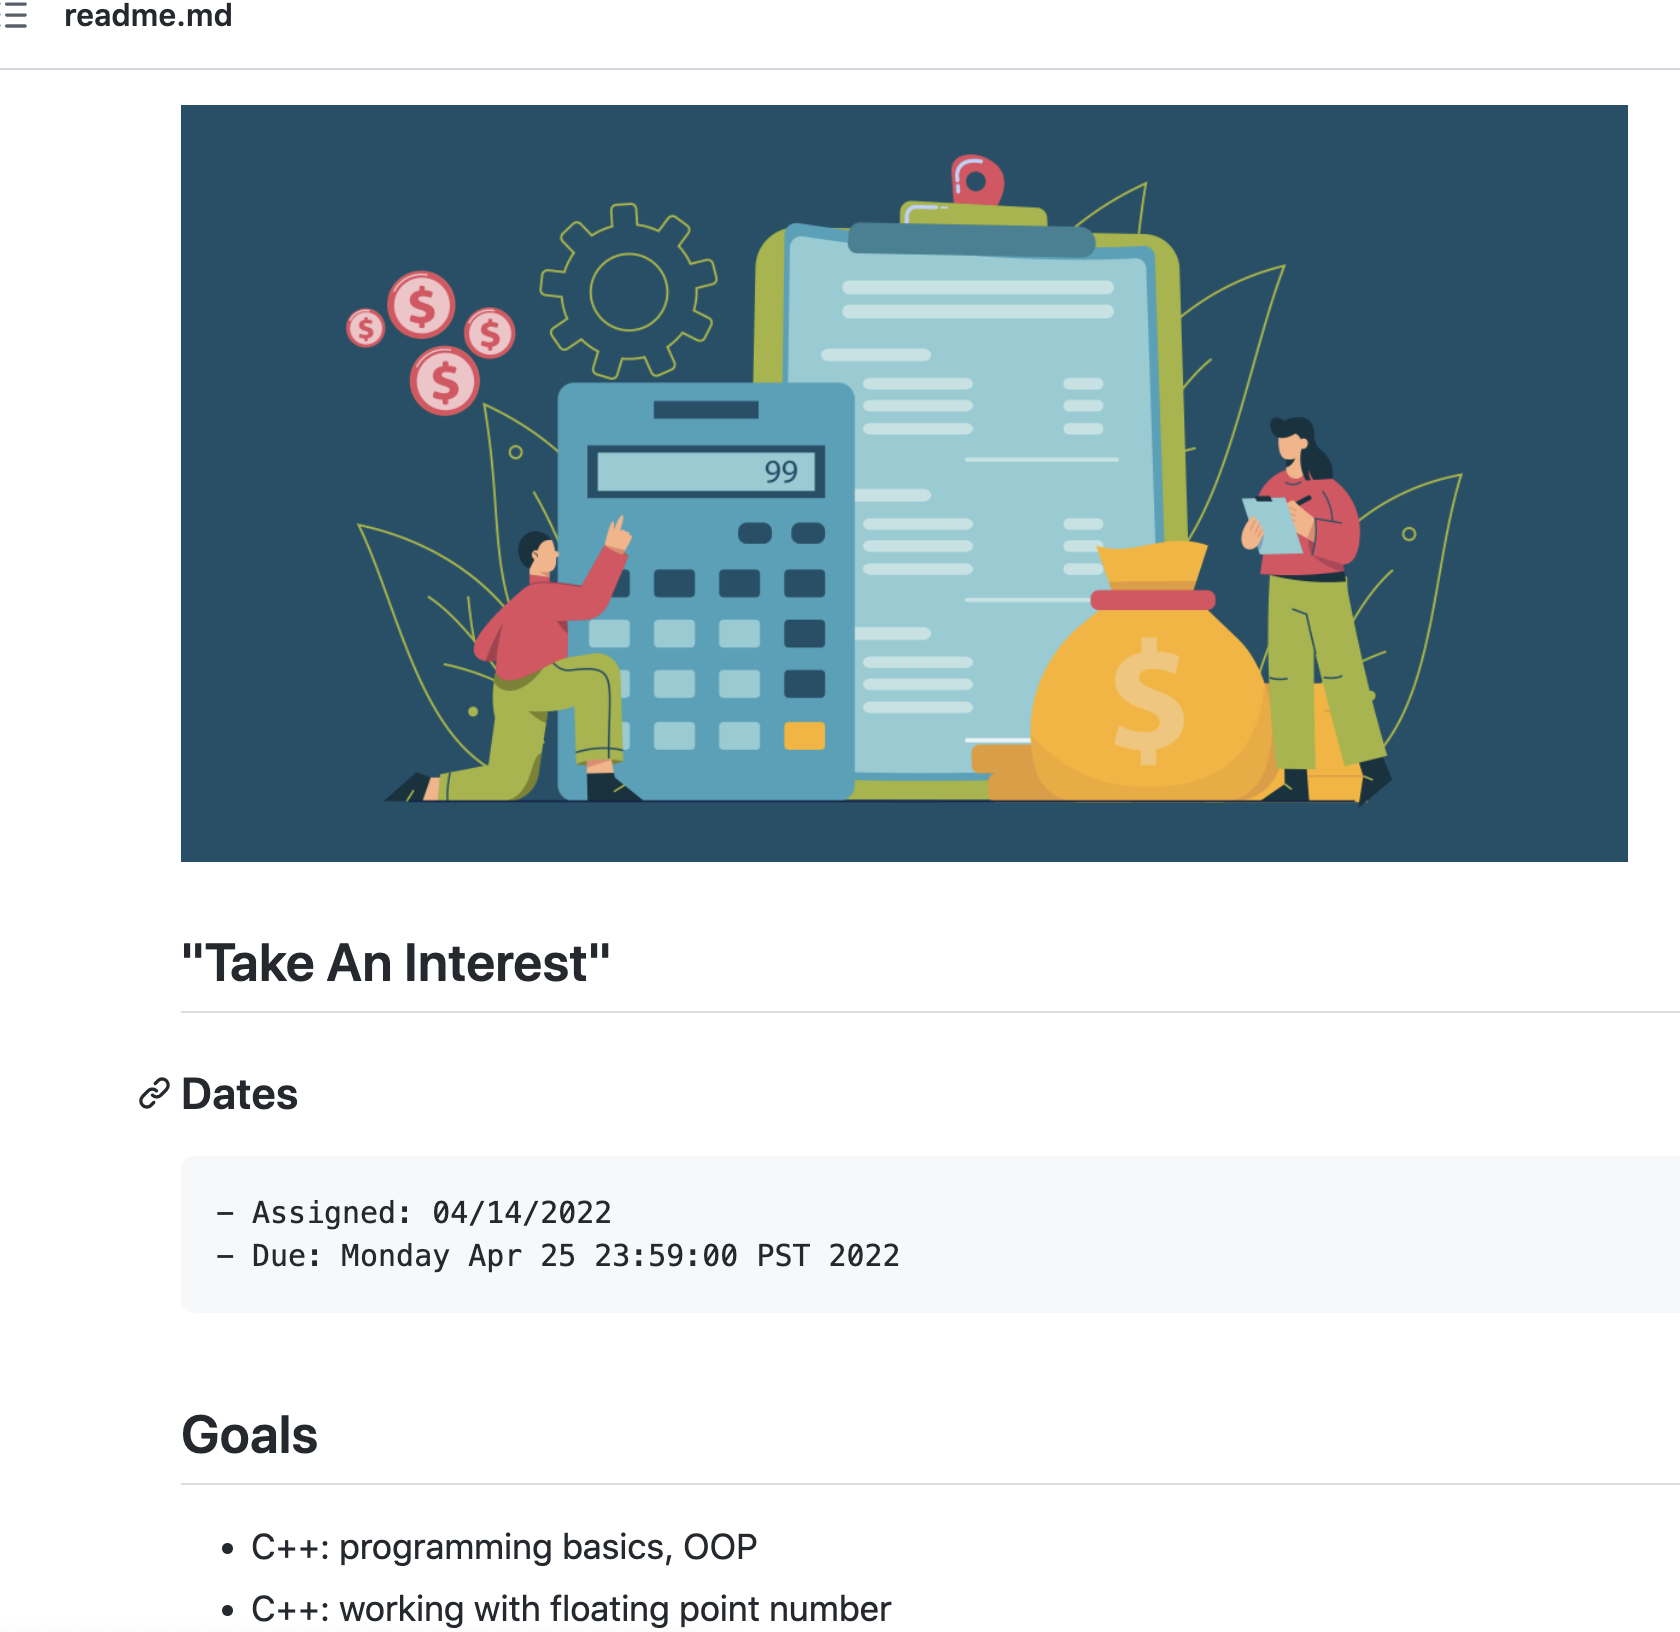 readme.md
$
$
$
$
99
$
"Take An Interest"
Dates
- Assigned: 04/14/2022
- Due: Monday Apr 25 23:59:00 PST 2022
Goals
• C++: programming basics, OOP
• C++: working with floating point number